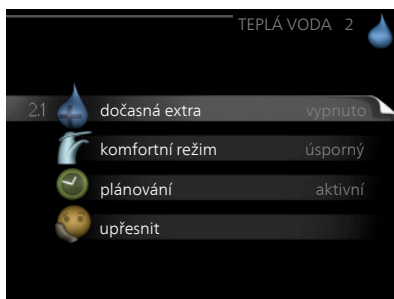 TEPLÁ VODA 2
2.1 dočasná extra vypnuto
komfortní režim úsporný
plánování aktivní
upřesnit